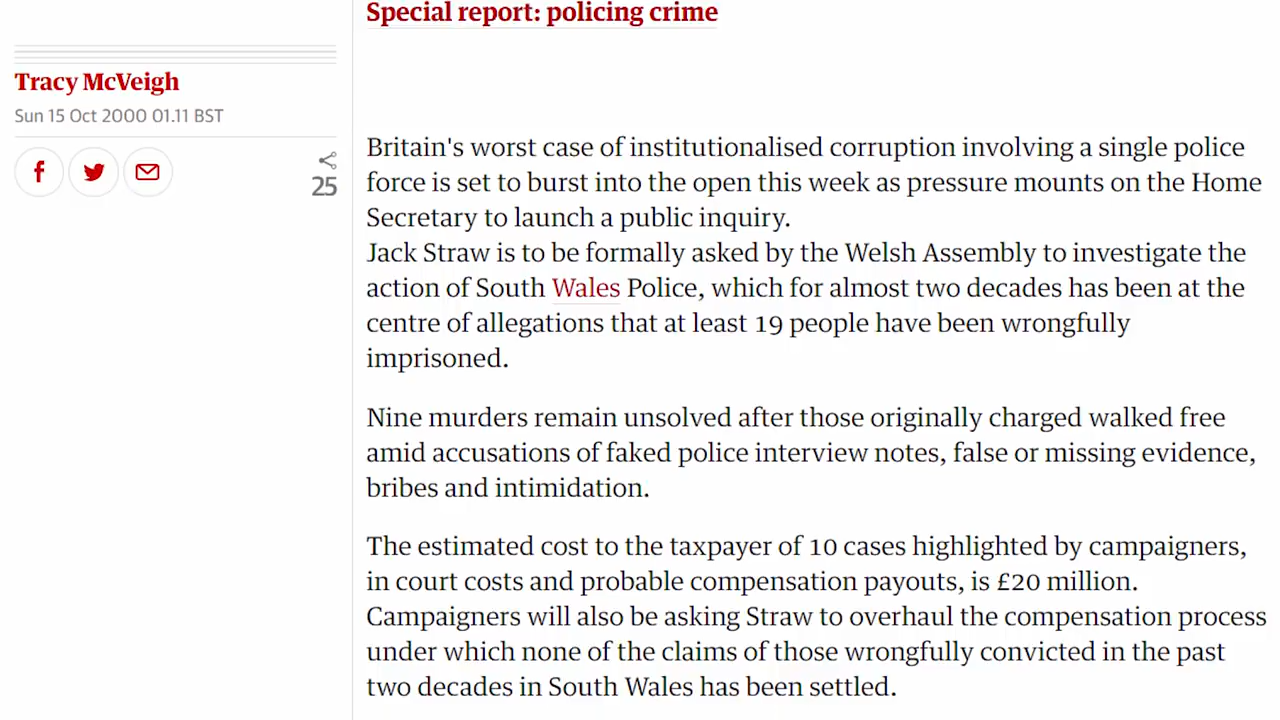 Special report: policing crime
Tracy McVeigh
Sun 15 Oct 2000 01.11 BST
25
Britain's worst case of institutionalised corruption involving a single police
force is set to burst into the open this week as pressure mounts on the Home
Secretary to launch a public inquiry.
Jack Straw is to be formally asked by the Welsh Assembly to investigate the
action of South Wales Police, which for almost two decades has been at the
centre of allegations that at least 19 people have been wrongfully
imprisoned.
Nine murders remain unsolved after those originally charged walked free
amid accusations of faked police interview notes, false or missing evidence,
bribes and intimidation.
The estimated cost to the taxpayer of 10 cases highlighted by campaigners,
in court costs and probable compensation payouts, is £20 million.
Campaigners will also be asking Straw to overhaul the compensation process
under which none of the claims of those wrongfully convicted in the past
two decades in South Wales has been settled.